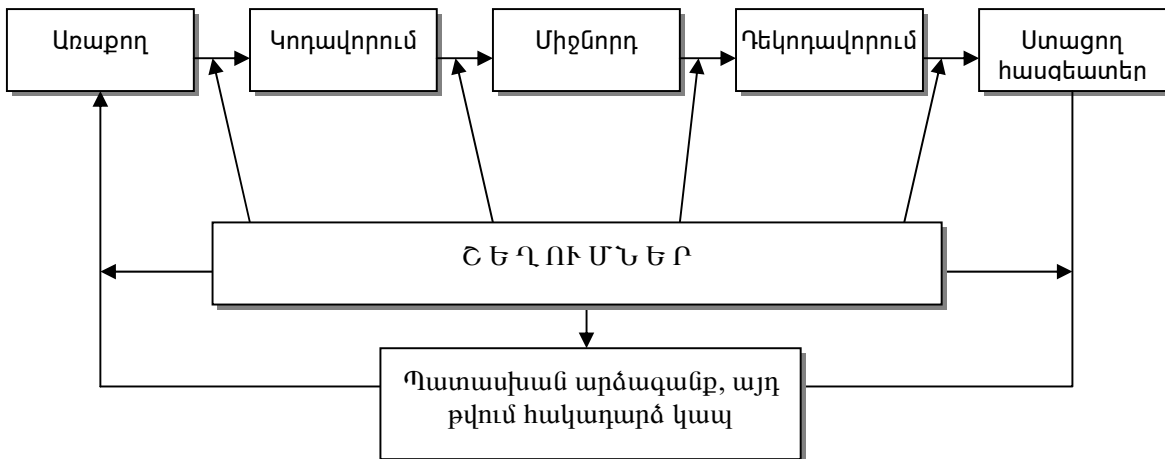 Առաքող
Կոդավորում
Միջնորդ
Դեկոդավորում
Ստացող
հասցեատեր
Շ Ե Ղ ՈՒ Մ Ն Ե Ր
Պատասխան արձագանք, այդ
թվում հակադարձ կապ